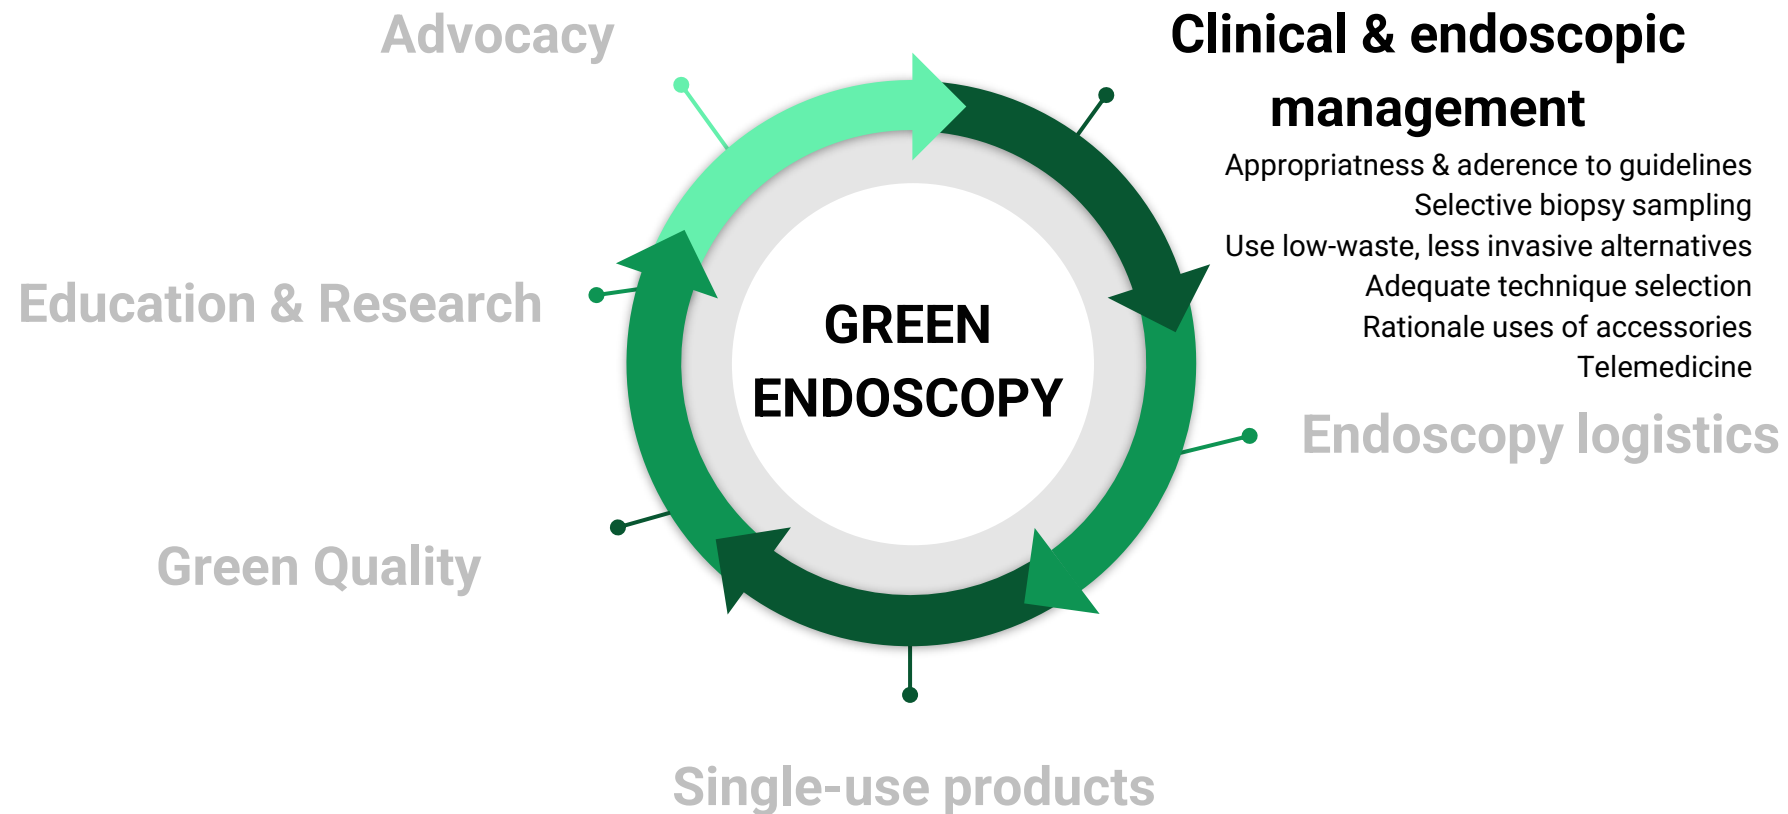 Advocacy
Clinical & endoscopic
management
Appropriatness & aderence to guidelines
Selective biopsy sampling
Use low-waste, less invasive alternatives
Adequate technique selection
Rationale uses of accessories
Telemedicine
Education & Research
GREEN
ENDOSCOPY
Endoscopy logistics
Green Quality
Single-use products